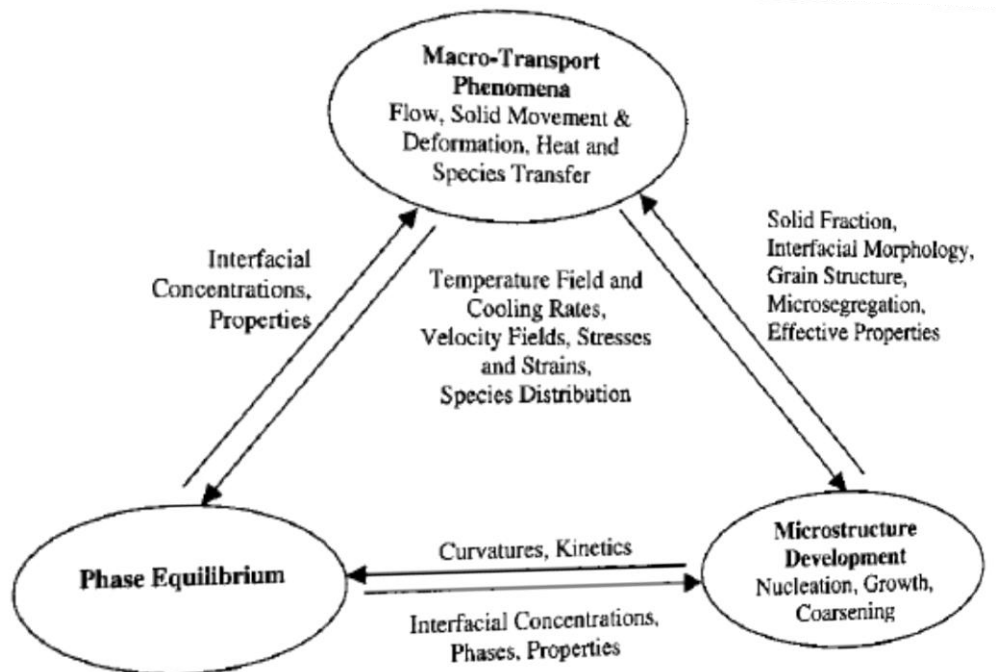 Macro-Transport
Phenomena
Flow, Solid Movement &
Deformation, Heat and
Species Transfer
Interfacial
Concentrations,
Properties
Temperature Field and
Cooling Rates,
Velocity Fields, Stresses
and Strains,
Species Distribution
Solid Fraction,
Interfacial Morphology,
Grain Structure,
Microsegregation,
Effective Properties
Phase Equilibrium
Curvatures, Kinetics
Interfacial Concentrations,
Phases, Properties
Microstructure
Development
Nucleation, Growth,
Coarsening